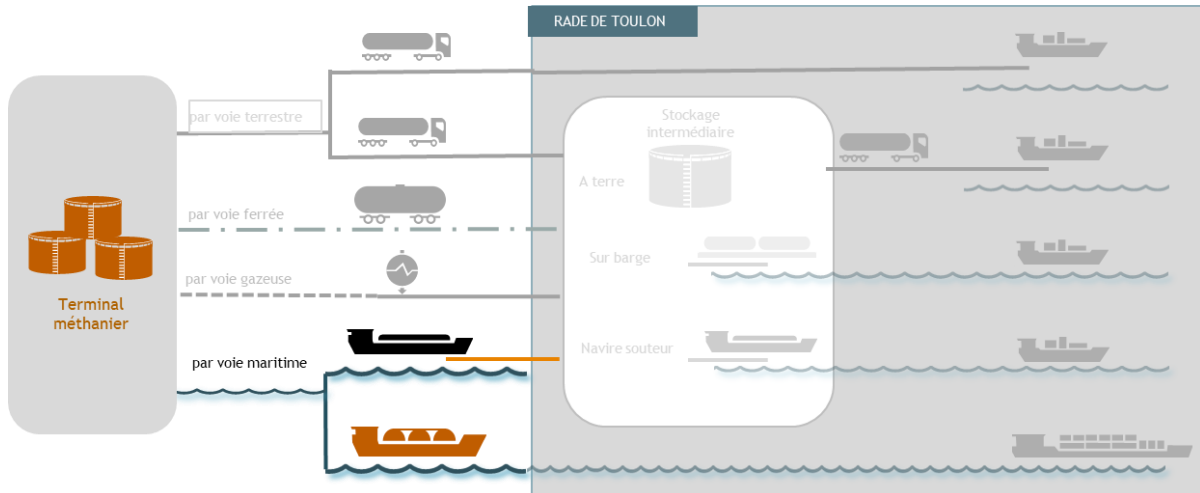 RADE DE TOULON
par voie terrestre
Stockage
intermédiaire
A terre
par voie ferrée
Sur barge
par voie gazeuse
Terminal
méthanier
Navire souteur
par voie maritime